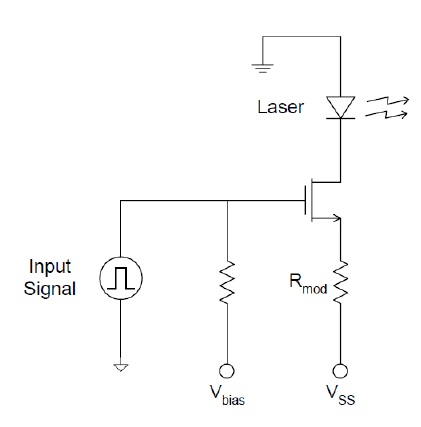 Laser
Input
Signal
Rmod
Vbias
VSS